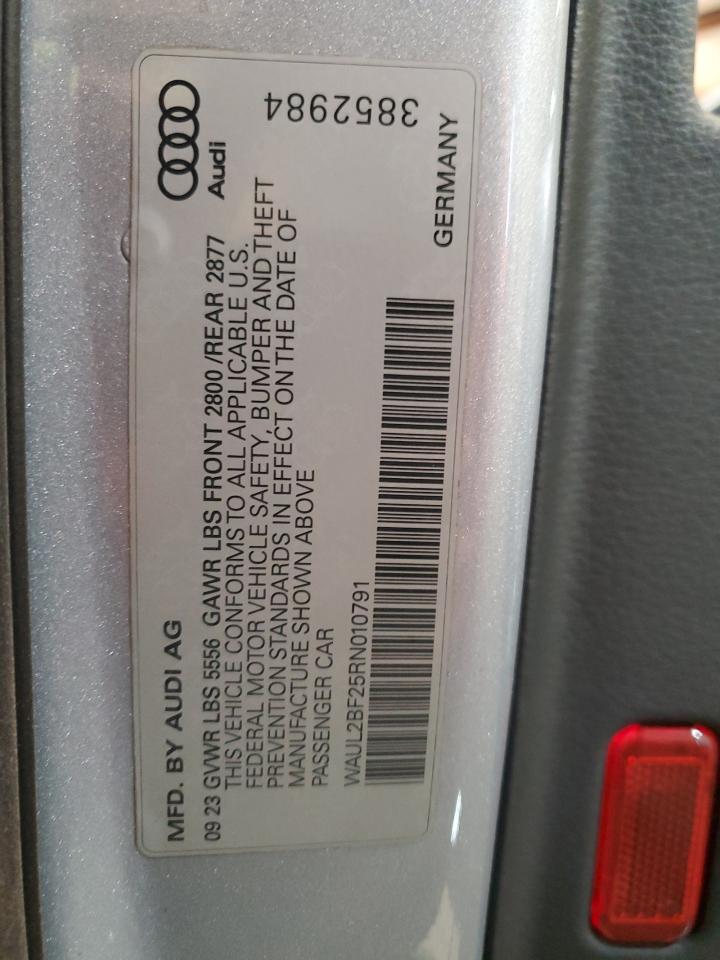 MFD. BY AUDI AG
Audi
09 23 GVWR LBS 5556 GAWR LBS FRONT 2800 /REAR 2877
THIS VEHICLE CONFORMS TO ALL APPLICABLE U.S.
FEDERAL MOTOR VEHICLE SAFETY, BUMPER AND THEFT
PREVENTION STANDARDS IN EFFECT ON THE DATE OF
MANUFACTURE SHOWN ABOVE
PASSENGER CAR
WAUL2BF25RN010791
GERMANY
3852984